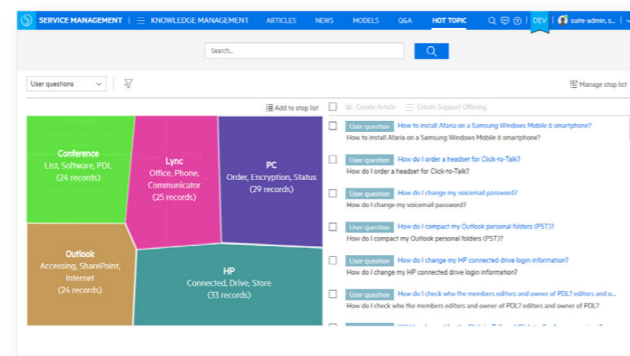 SERVICE MANAGEMENT | KNOWLEDGE MANAGEMENT ARTICLES NEWS MODELS Q&A HOT TOPIC DEV suite-admin, s...
Search...
User questions Manage stop list
Add to stop list Create Article Create Support Offering
Conference
List, Software, PDL
(24 records)
Lync
Office, Phone,
Communicator
(25 records)
PC
Order, Encryption, Status
(29 records)
Outlook
Accessing, SharePoint,
Internet
(24 records)
HP
Connected, Drive, Store
(33 records)
User question How to install Afaria on a Samsung Windows Mobile 6 smartphone?
How to install Afaria on a Samsung Windows Mobile 6 smartphone?
User question How do I order a headset for Click-to-Talk?
How do I order a headset for Click-to-Talk?
User question How do I change my voicemail password?
How do I change my voicemail password?
User question How do I compact my Outlook personal folders (PST)?
How do I compact my Outlook personal folders (PST)?
User question How do I change my HP connected drive login information?
How do I change my HP connected drive login information?
User question How do I check who the members editors and owner of PDL? editors and o...
How do I check who the members editors and owner of PDL? editors and owner of PDL?